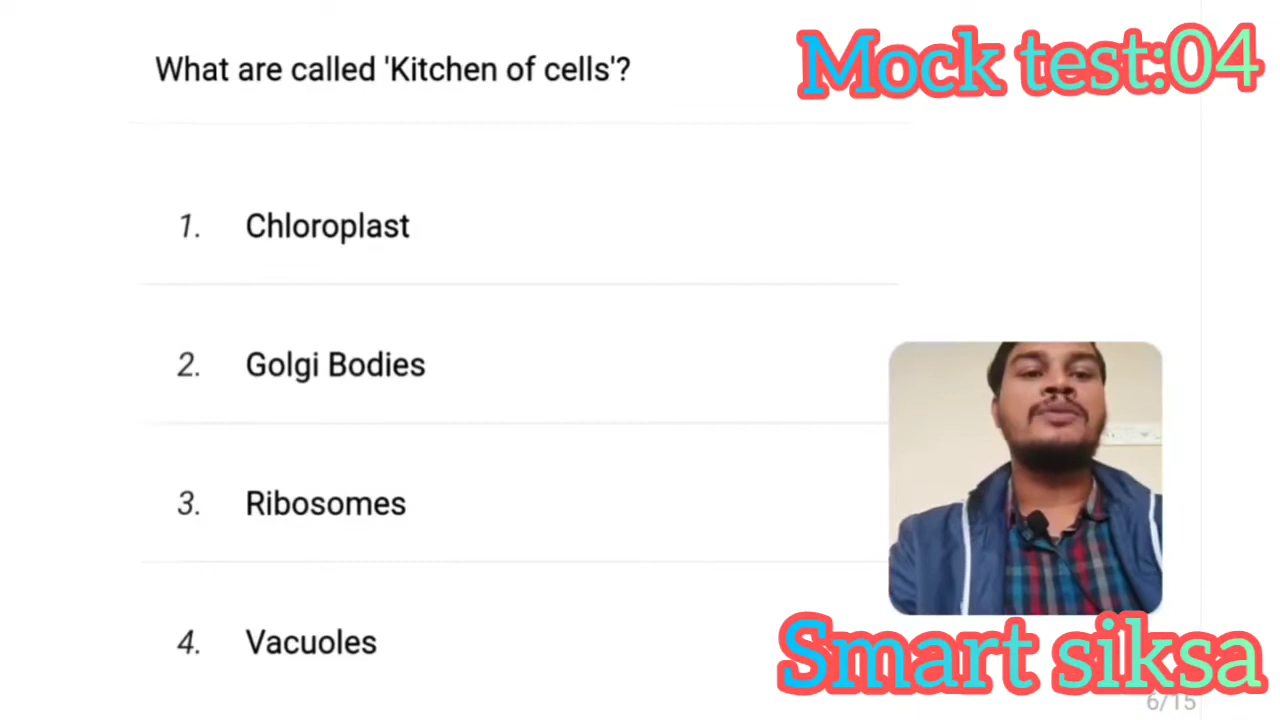 What are called 'Kitchen of cells'?
Mock test:04
1. Chloroplast
2. Golgi Bodies
3. Ribosomes
4. Vacuoles
Smart siksa
6/15